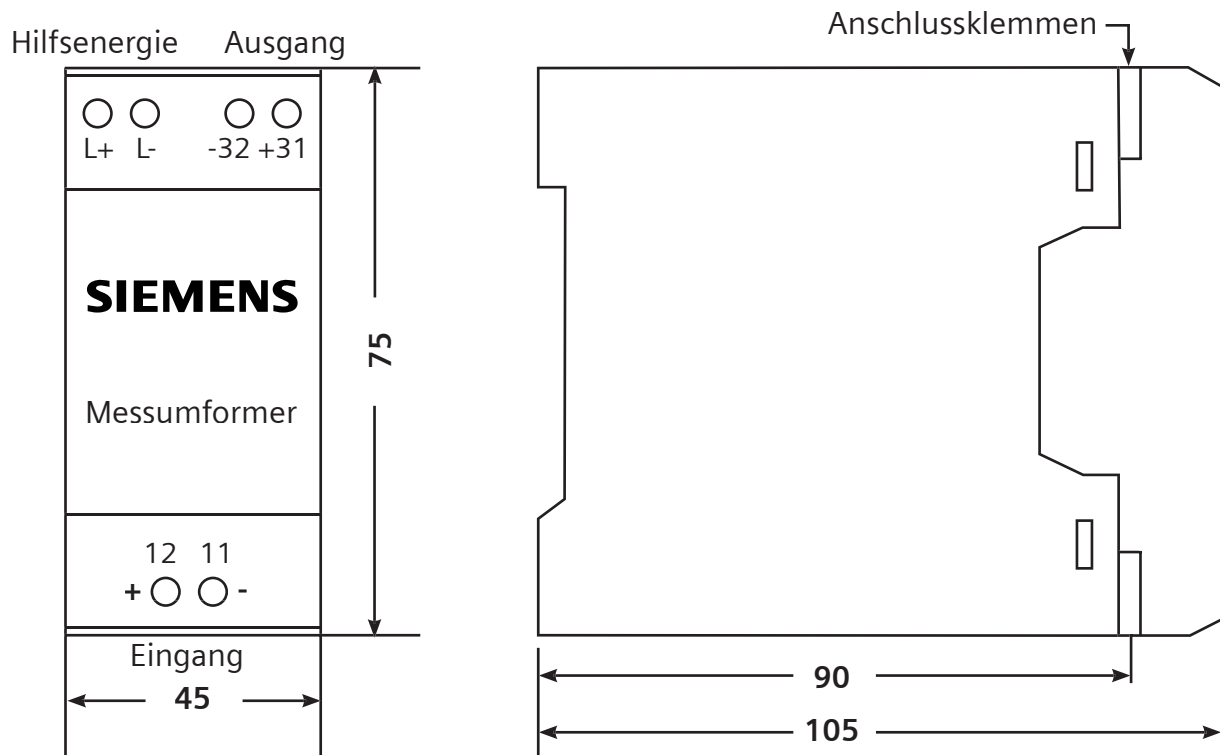 Anschlussklemmen
Hilfsenergie Ausgang
L+ L- -32 +31
SIEMENS
75
Messumformer
12 11
+ -
Eingang
45
90
105